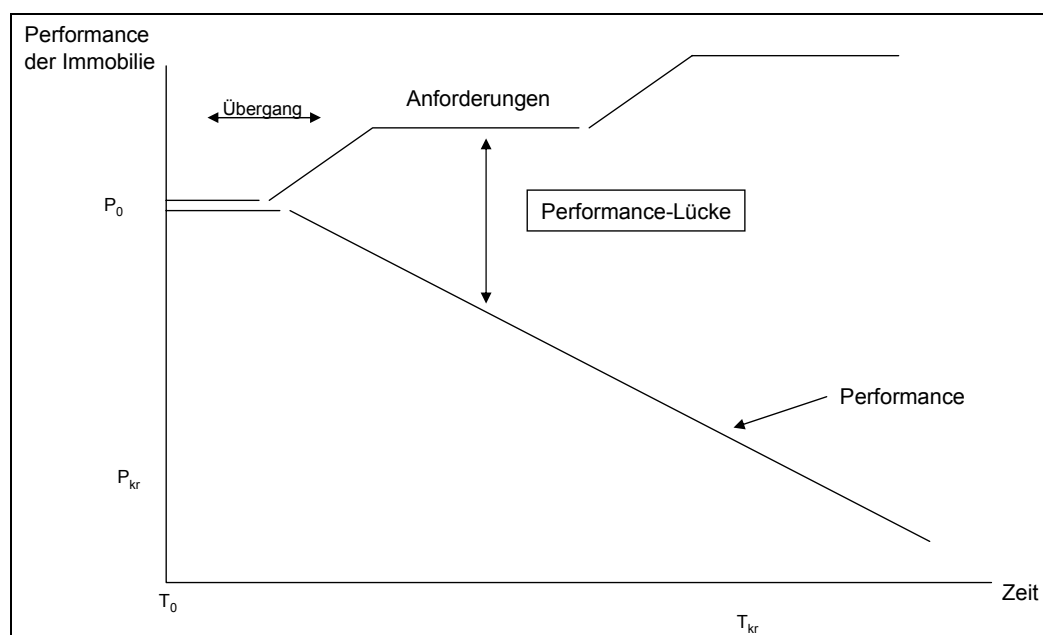 Performance
der Immobilie
Übergang
Anforderungen
P0
Performance-Lücke
Performance
Pkr
T0
Zeit
Tkr